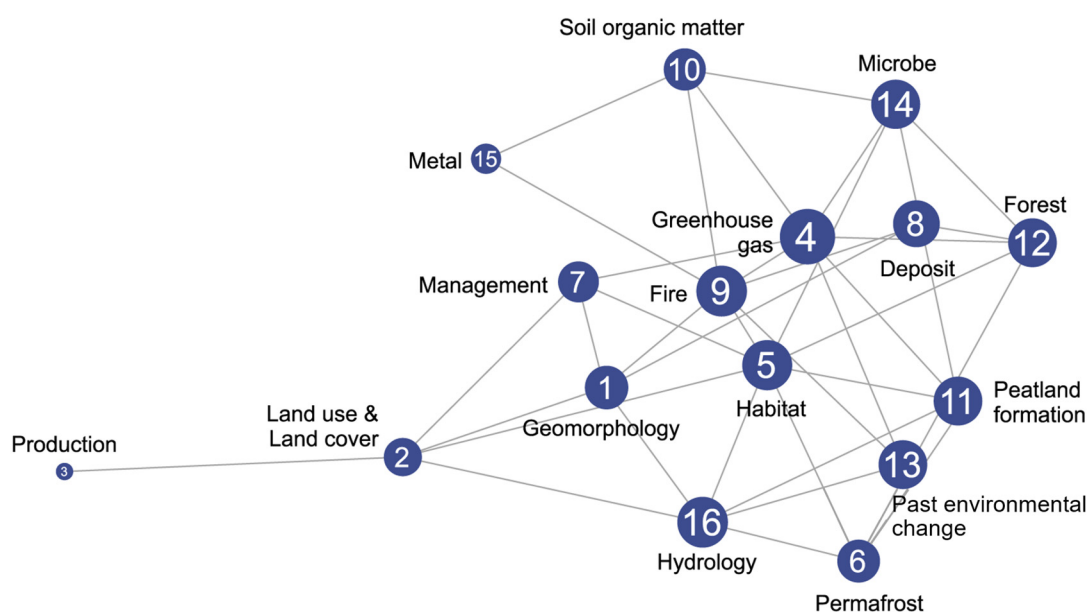 Soil organic matter
10
Microbe
14
Metal
15
Greenhouse
gas
4
8
Deposit
Forest
12
Management
7
Fire
9
1
Geomorphology
5
Habitat
11
Peatland
formation
Land use &
Land cover
2
Production
3
13
Past environmental
change
16
Hydrology
6
Permafrost